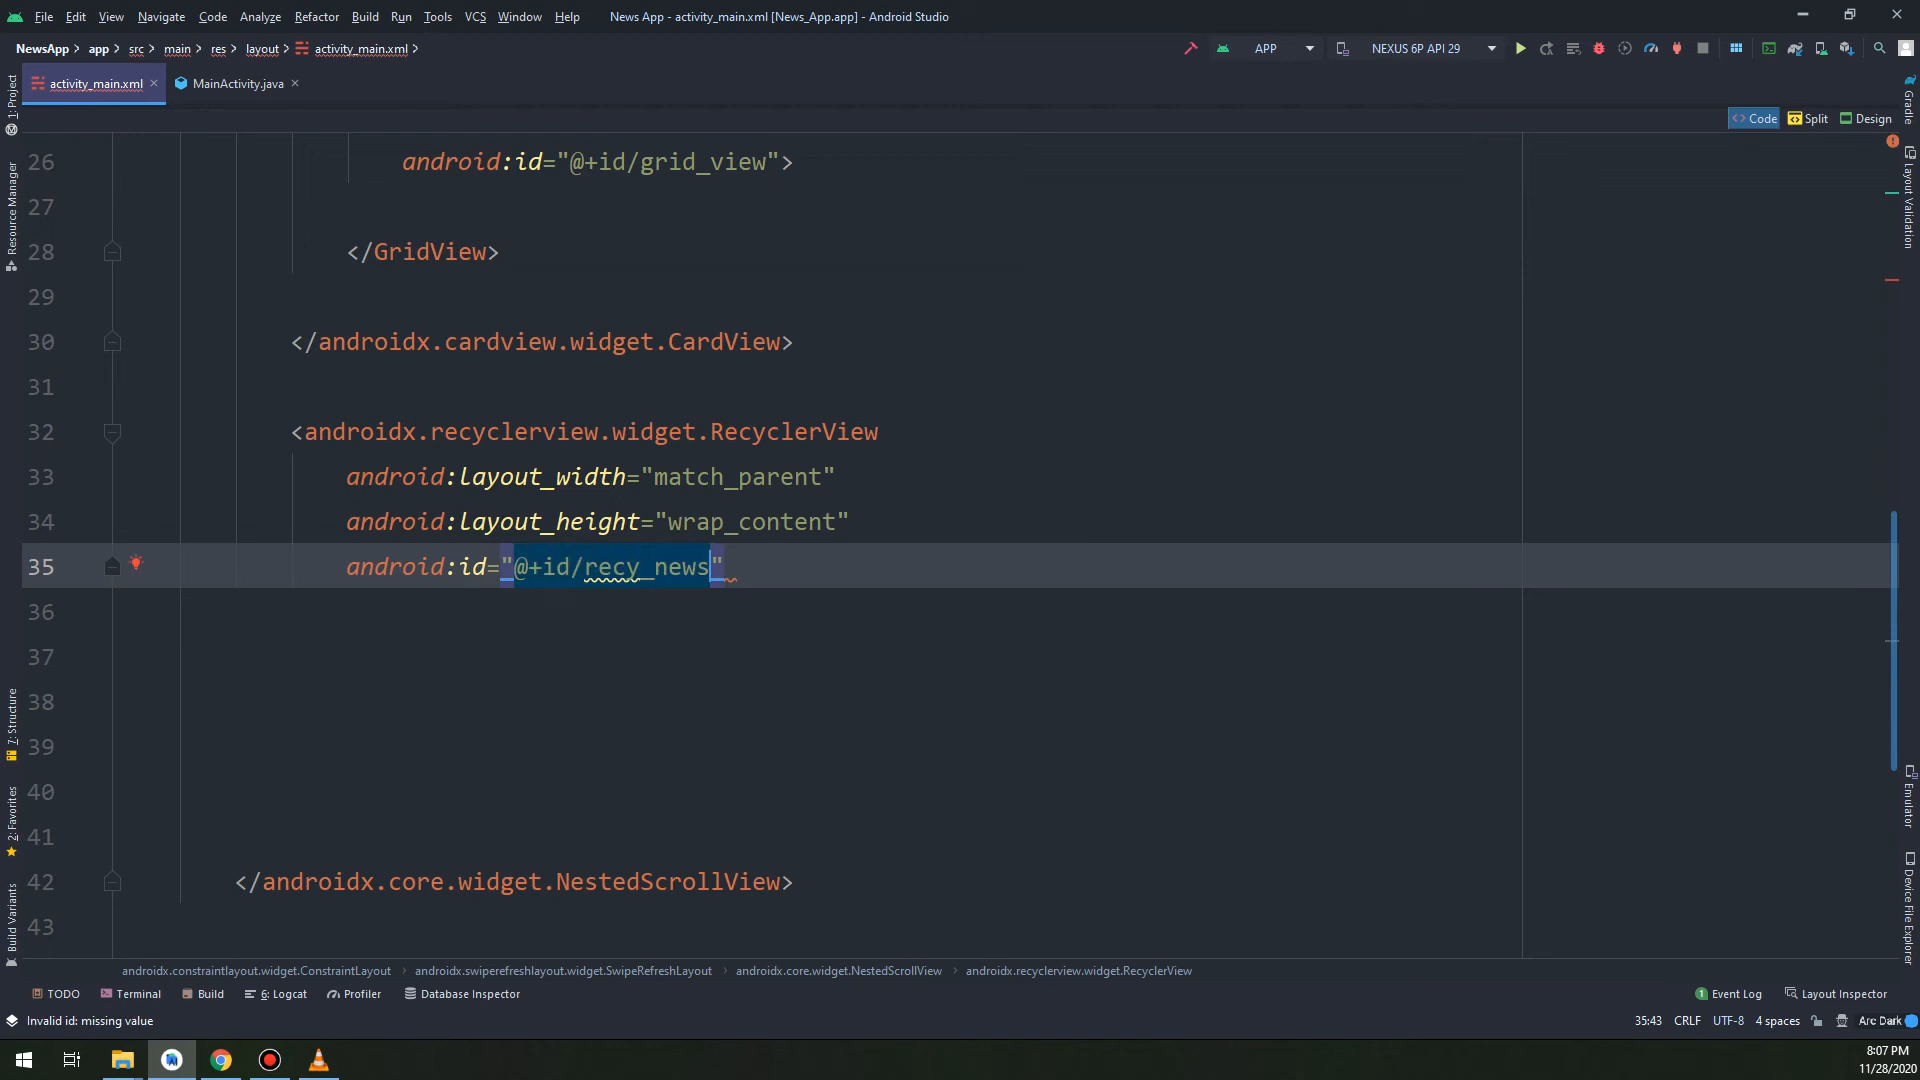 File Edit View Navigate Code Analyze Refactor Build Run Tools VCS Window Help News App - activity_main.xml [News_App.app] - Android Studio
NewsApp app src main res layout activity_main.xml APP NEXUS 6P API 29
activity_main.xml MainActivity.java
Code Split Design
1: Project
Resource Manager
7: Structure
2: Favorites
Build Variants
26 android:id="@+id/grid_view">
27
28 </GridView>
29
30 </androidx.cardview.widget.CardView>
31
32 <androidx.recyclerview.widget.RecyclerView
33 android:layout_width="match_parent"
34 android:layout_height="wrap_content"
35 android:id="@+id/recy_news"
36
37
38
39
40
41
42 </androidx.core.widget.NestedScrollView>
43
Gradle
Layout Validation
Emulator
Device File Explorer
androidx.constraintlayout.widget.ConstraintLayout androidx.swiperefreshlayout.widget.SwipeRefreshLayout androidx.core.widget.NestedScrollView androidx.recyclerview.widget.RecyclerView
TODO Terminal Build 6: Logcat Profiler Database Inspector 1 Event Log Layout Inspector
Invalid id: missing value 35:43 CRLF UTF-8 4 spaces Arc Dark
8:07 PM
11/28/2020